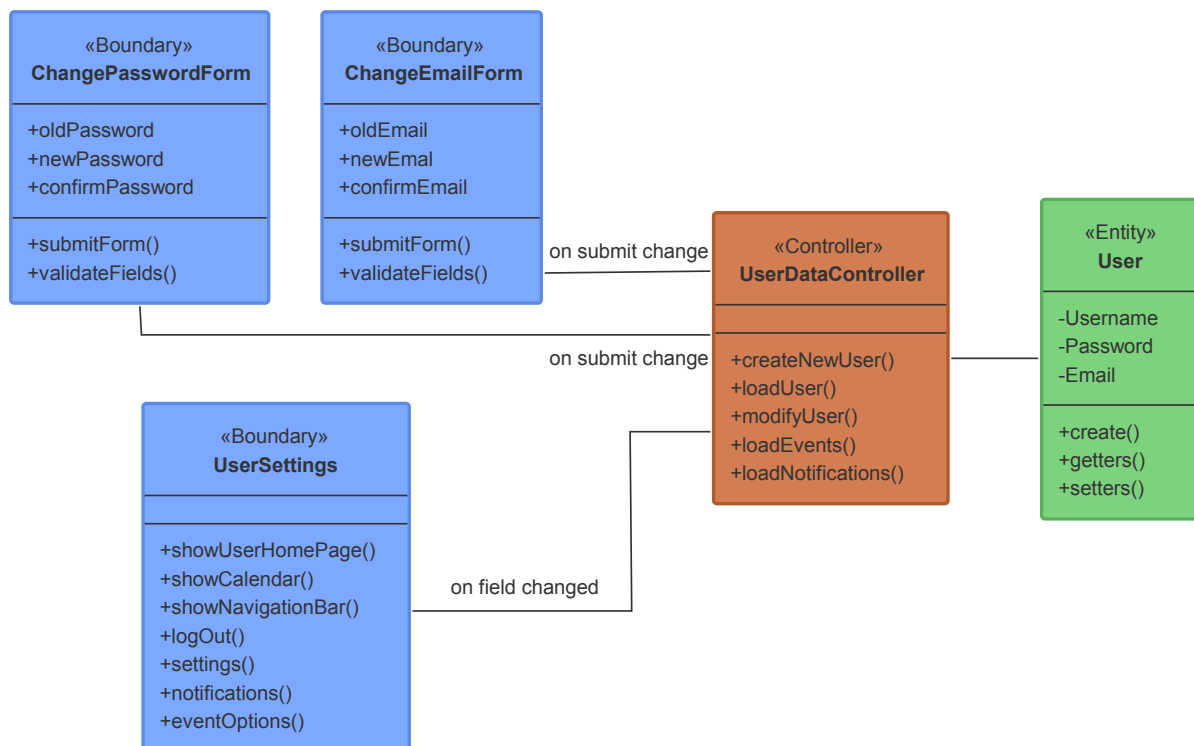 «Boundary»
ChangePasswordForm
+oldPassword
+newPassword
+confirmPassword
+submitForm()
+validateFields()
«Boundary»
ChangeEmailForm
+oldEmail
+newEmal
+confirmEmail
+submitForm()
+validateFields()
on submit change
on submit change
«Controller»
UserDataController
+createNewUser()
+loadUser()
+modifyUser()
+loadEvents()
+loadNotifications()
«Entity»
User
-Username
-Password
-Email
+create()
+getters()
+setters()
«Boundary»
UserSettings
+showUserHomePage()
+showCalendar()
+showNavigationBar()
+logOut()
+settings()
+notifications()
+eventOptions()
on field changed